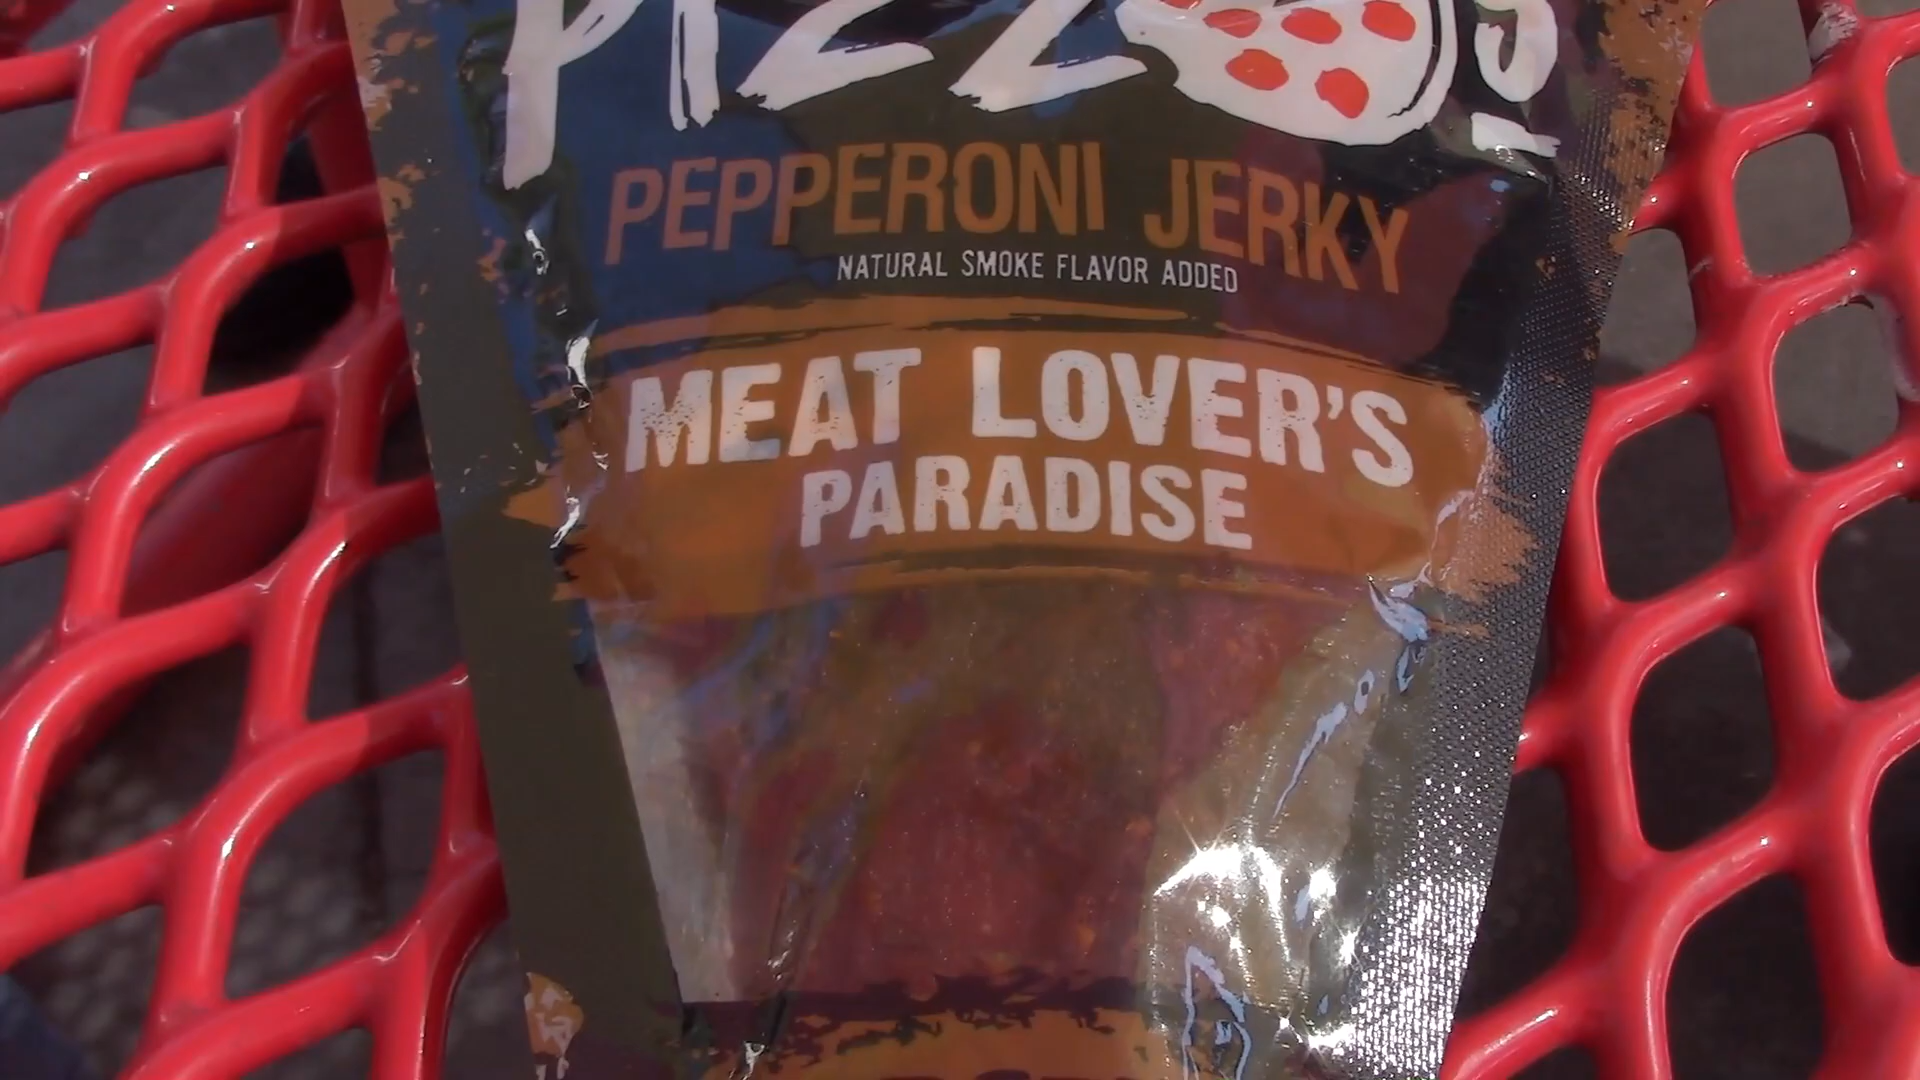 PEPPERONI JERKY
NATURAL SMOKE FLAVOR ADDED
MEAT LOVER'S
PARADISE